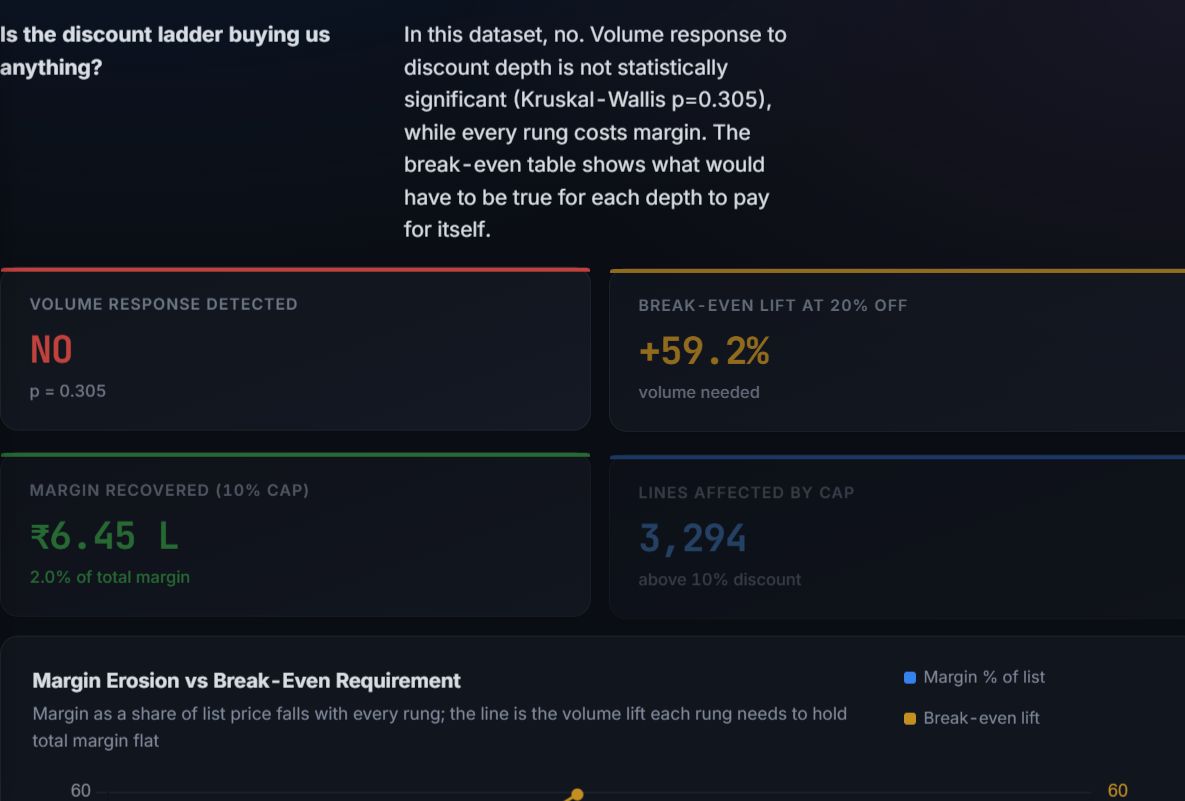 Is the discount ladder buying us
anything?
In this dataset, no. Volume response to
discount depth is not statistically
significant (Kruskal-Wallis p=0.305),
while every rung costs margin. The
break-even table shows what would
have to be true for each depth to pay
for itself.
VOLUME RESPONSE DETECTED
NO
p = 0.305
BREAK-EVEN LIFT AT 20% OFF
+59.2%
volume needed
MARGIN RECOVERED (10% CAP)
₹6.45 L
2.0% of total margin
LINES AFFECTED BY CAP
3,294
above 10% discount
Margin Erosion vs Break-Even Requirement
Margin as a share of list price falls with every rung; the line is the volume lift each rung needs to hold
total margin flat
Margin % of list
Break-even lift
60
60